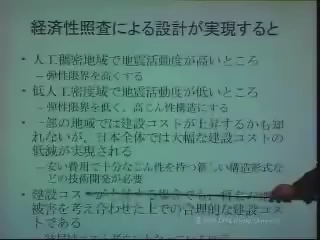 経済性照査による設計が実現すると
• 人工稠密地域で地震活動度が高いところ
– 弾性限界を高くする
• 低人工密度域で地震活動度が低いところ
– 弾性限界を低く、高じん性構造にする
• 一部の地域では建設コストが上昇するかも知
れないが、日本全体では大幅な建設コストの
低減が実現される
– 安い費用で十分なじん性を持つ新しい構造形式な
どの技術開発が必要
• 建設コスト
被害を考え合わせた上での合理的な建設コス
トである